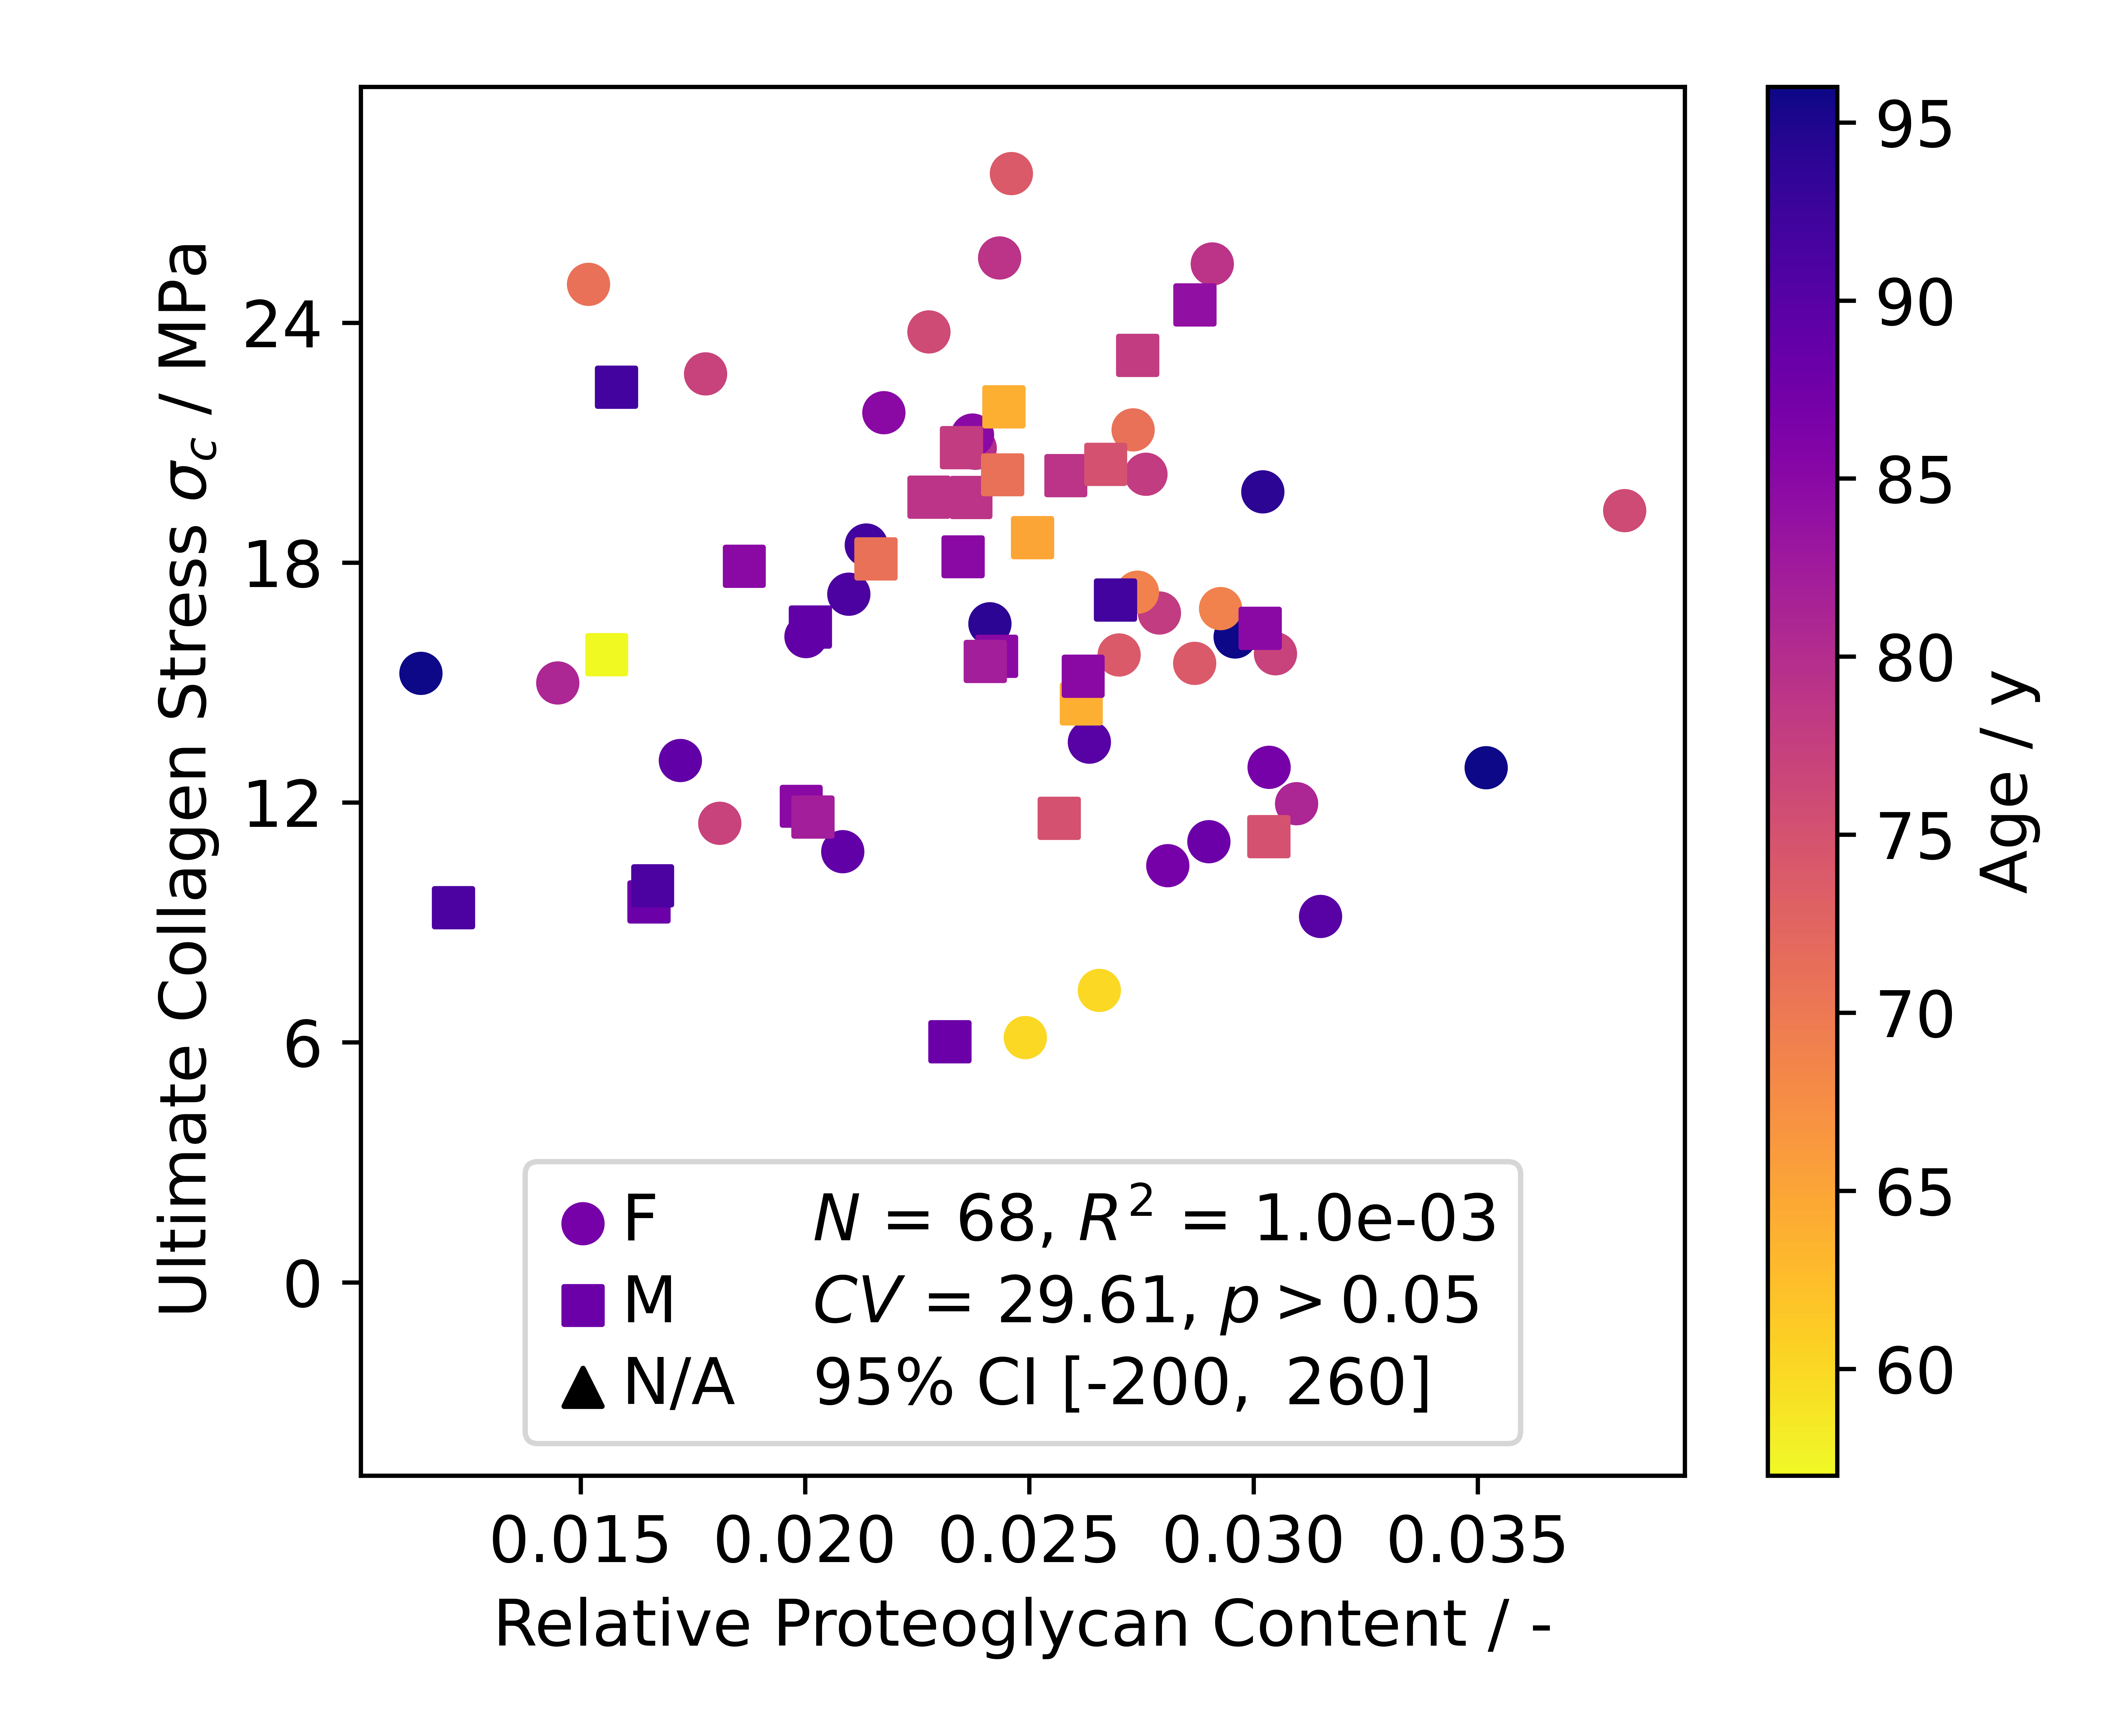 Ultimate Collagen Stress σc / MPa
24
18
12
6
0
F N = 68, R² = 1.0e-03
M CV = 29.61, p > 0.05
N/A 95% CI [-200, 260]
0.015 0.020 0.025 0.030 0.035
Relative Proteoglycan Content / -
95
90
85
80
75
70
65
60
Age / y